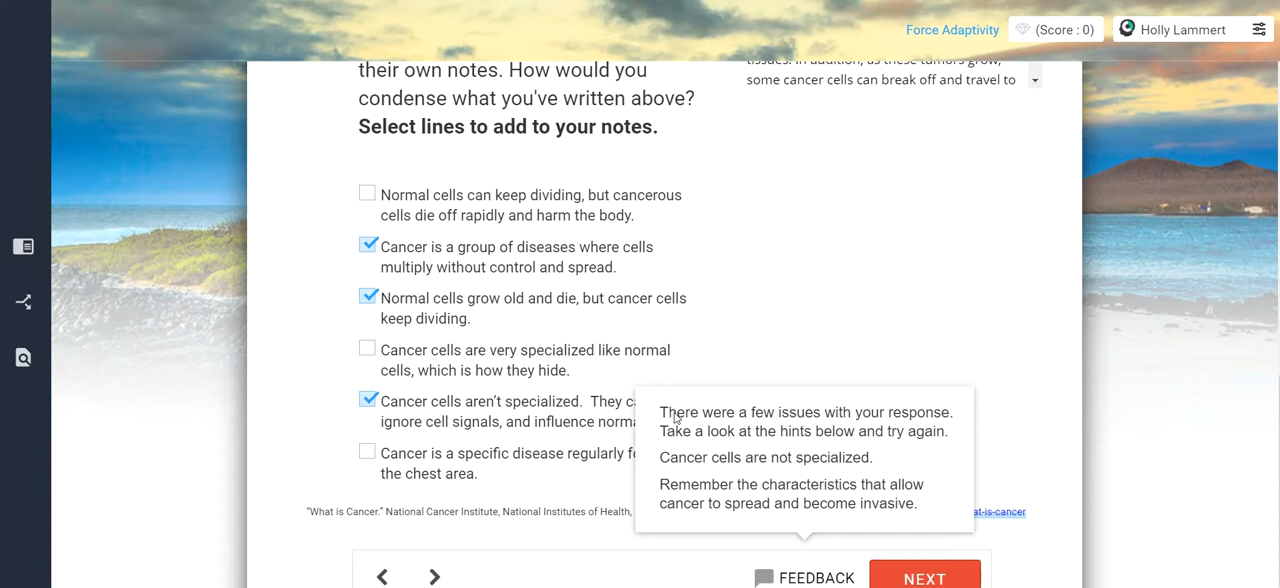 Force Adaptivity
(Score : 0)
Holly Lammert
their own notes. How would you
condense what you've written above?
Select lines to add to your notes.
some cancer cells can break off and travel to
Normal cells can keep dividing, but cancerous
cells die off rapidly and harm the body.
Cancer is a group of diseases where cells
multiply without control and spread.
Normal cells grow old and die, but cancer cells
keep dividing.
Cancer cells are very specialized like normal
cells, which is how they hide.
Cancer cells aren't specialized. They
ignore cell signals, and influence
Cancer is a specific disease regularly
the chest area.
There were a few issues with your response.
Take a look at the hints below and try again.
Cancer cells are not specialized.
Remember the characteristics that allow
cancer to spread and become invasive.
"What is Cancer." National Cancer Institute, National Institutes of Health,
at-is-cancer
FEEDBACK
NEXT